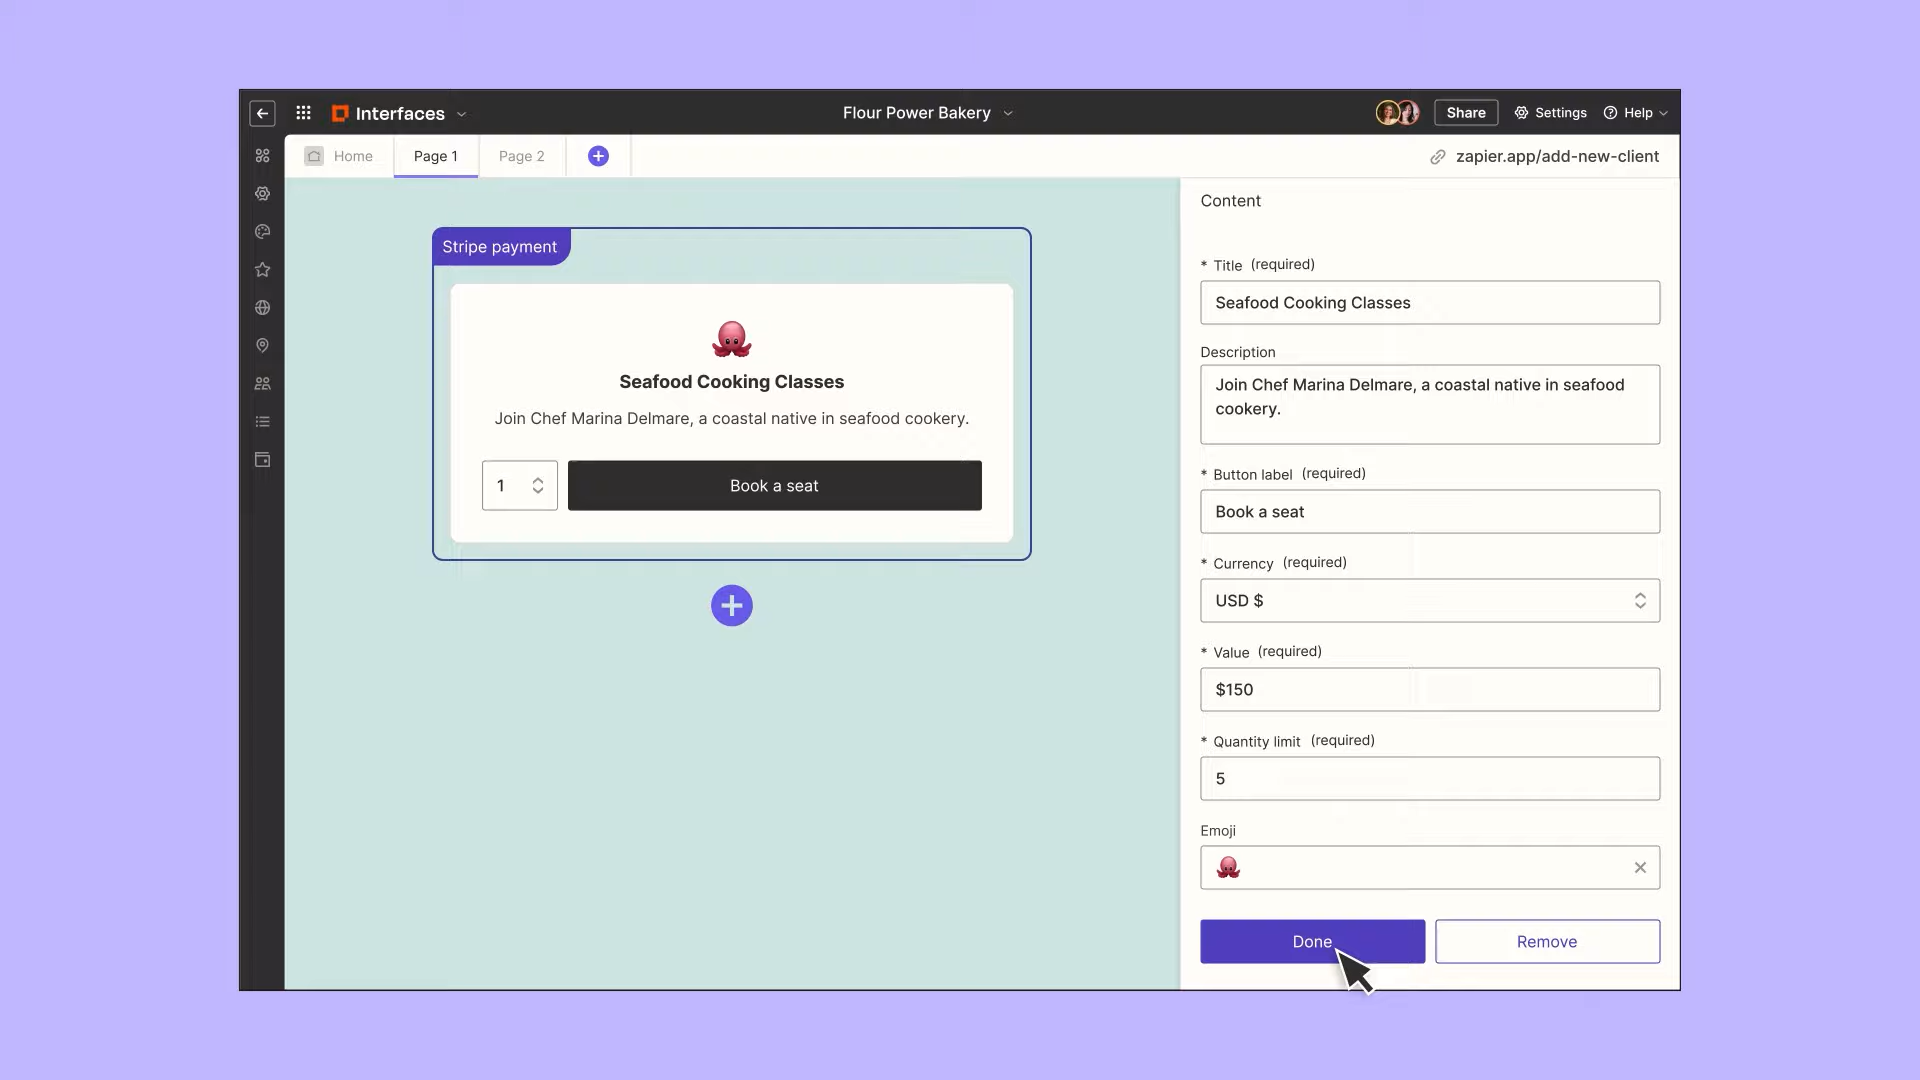 Interfaces
Flour Power Bakery
Share
Settings
Help
Home
Page 1
Page 2
zapier.app/add-new-client
Stripe payment
Seafood Cooking Classes
Join Chef Marina Delmare, a coastal native in seafood cookery.
1
Book a seat
Content
* Title (required)
Seafood Cooking Classes
Description
Join Chef Marina Delmare, a coastal native in seafood
cookery.
* Button label (required)
Book a seat
* Currency (required)
USD $
* Value (required)
$150
* Quantity limit (required)
5
Emoji
Done
Remove